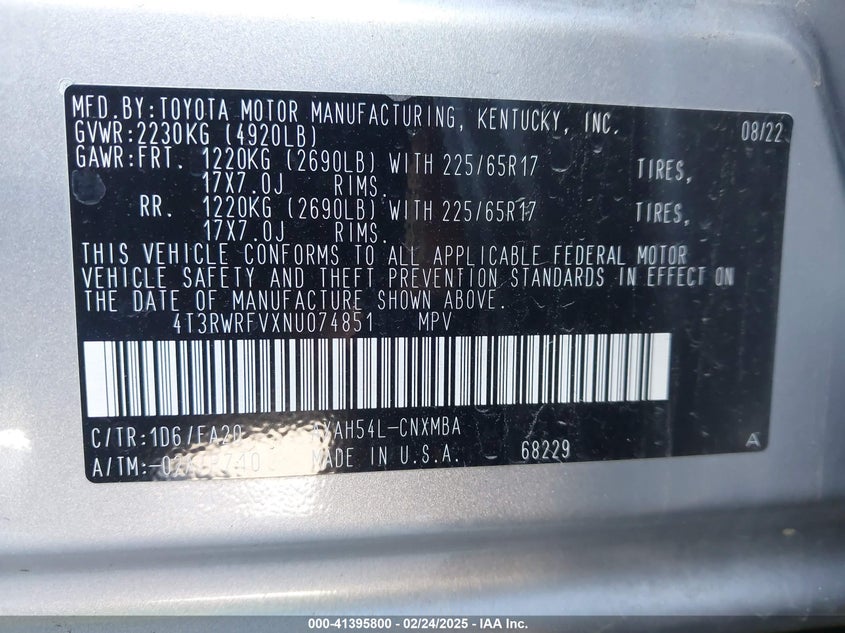 MFD.BY:TOYOTA MOTOR MANUFACTURING, KENTUCKY, INC. 08/22
GVWR:2230KG (4920LB)
GAWR:FRT. 1220KG (2690LB) WITH 225/65R17 TIRES,
17X7.0J RIMS.
RR. 1220KG (2690LB) WITH 225/65R17 TIRES,
17X7.0J RIMS.
THIS VEHICLE CONFORMS TO ALL APPLICABLE FEDERAL MOTOR
VEHICLE SAFETY AND THEFT PREVENTION STANDARDS IN EFFECT ON
THE DATE OF MANUFACTURE SHOWN ABOVE.
4T3RWRFVXNU074851 MPV
C/TR:1D6/EA20 AXAH54L-CNXMBA
A/TM: MADE IN U.S.A. 68229 A
000-41395800 - 02/24/2025 - IAA Inc.